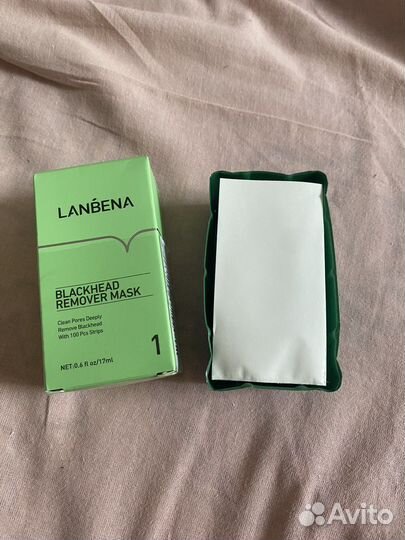 LANBENA
BLACKHEAD
REMOVER MASK
Clean Pores Deeply
Remove Blackhead
With 100 Pcs Strips
1
NET:0.6 fl oz/17ml
Avito